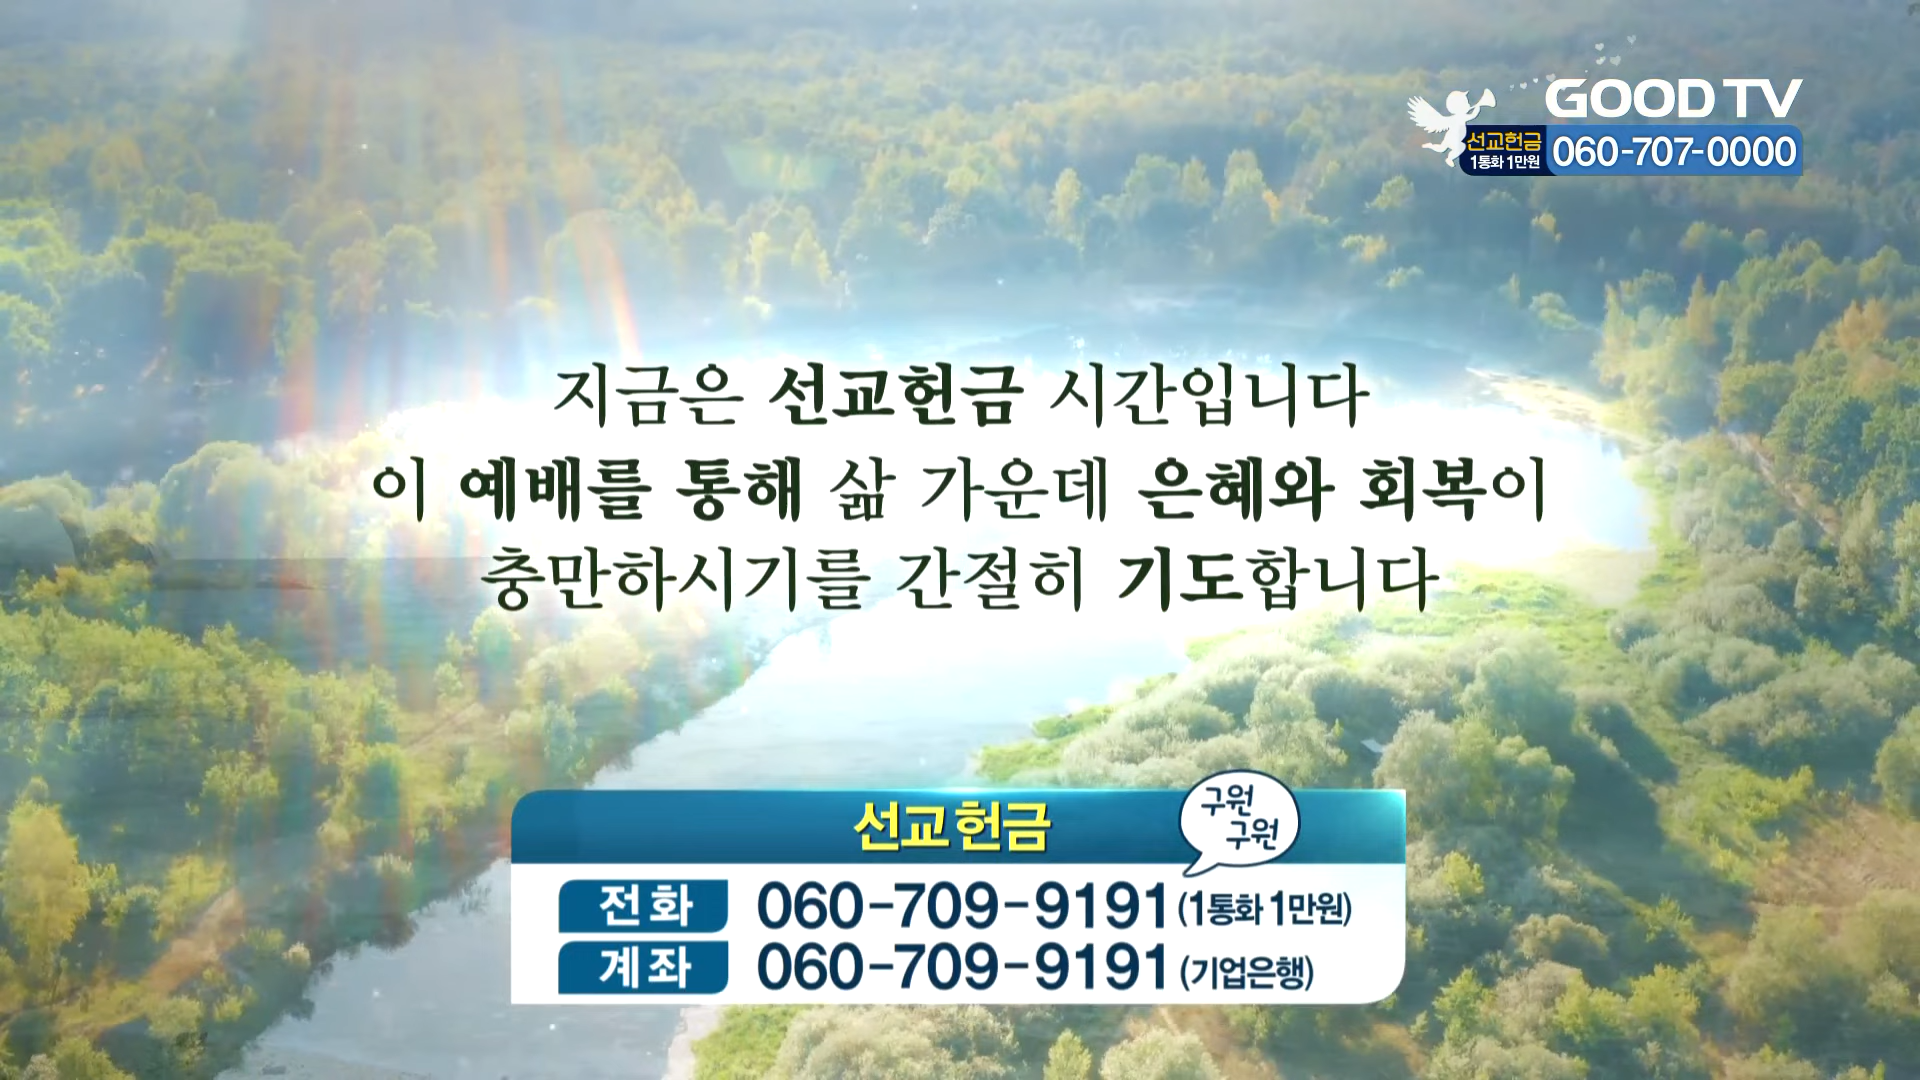 GOOD TV
선교헌금
1통화 1만원
060-707-0000
지금은 선교헌금 시간입니다
이 예배를 통해 삶 가운데 은혜와 회복이
충만하시기를 간절히 기도합니다
선교헌금
구원
구원
전화 060-709-9191 (1통화 1만원)
계좌 060-709-9191 (기업은행)